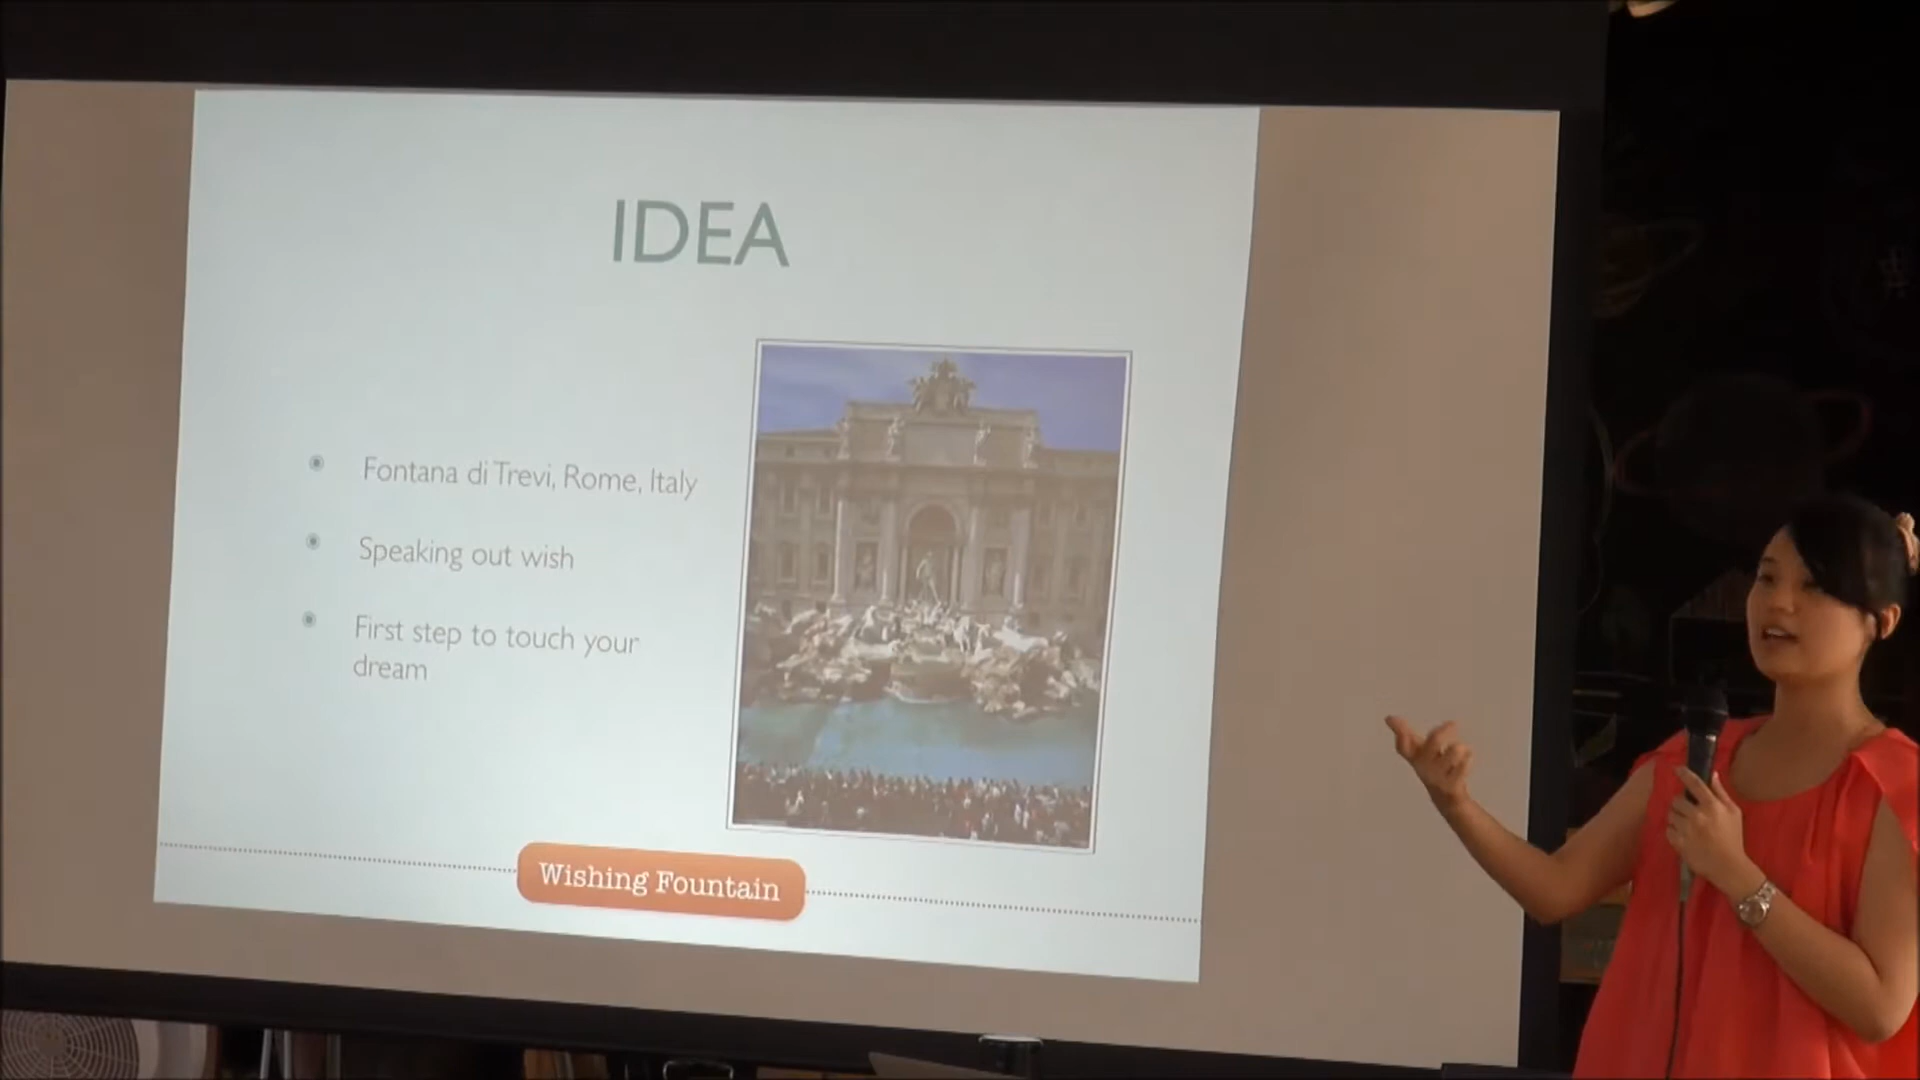 IDEA
Fontana di Trevi, Rome, Italy
Speaking out wish
First step to touch your
dream
Wishing Fountain
#